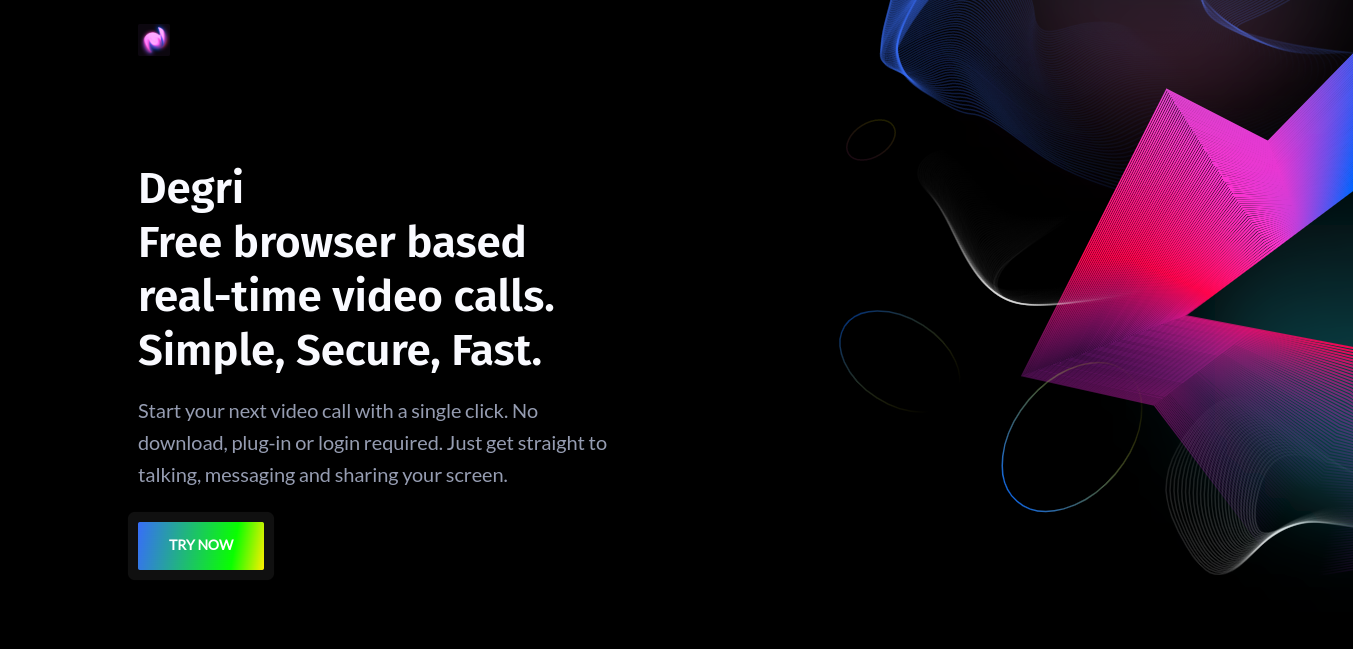 Degri
Free browser based
real-time video calls.
Simple, Secure, Fast.
Start your next video call with a single click. No
download, plug-in or login required. Just get straight to
talking, messaging and sharing your screen.
TRY NOW